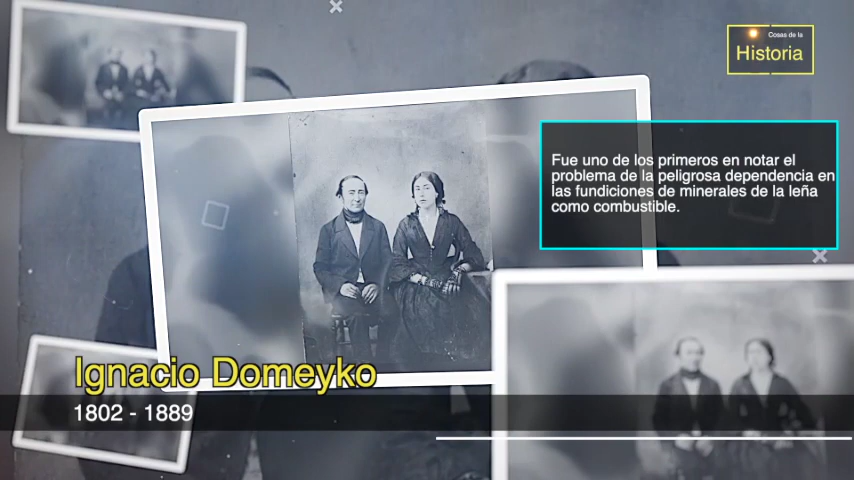 Cosas de la
Historia
Fue uno de los primeros en notar el
problema de la peligrosa dependencia en
las fundiciones de minerales de la leña
como combustible.
Ignacio Domeyko
1802 - 1889